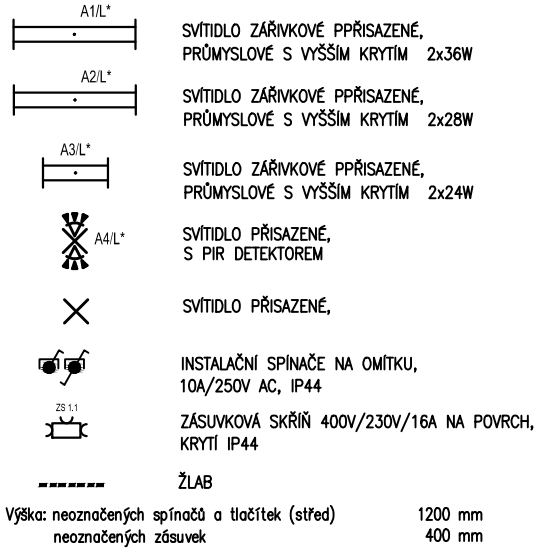 A1/L*
SVÍTIDLO ZÁŘIVKOVÉ PPŘISAZENÉ,
PRŮMYSLOVÉ S VYŠŠÍM KRYTÍM 2x36W
A2/L*
SVÍTIDLO ZÁŘIVKOVÉ PPŘISAZENÉ,
PRŮMYSLOVÉ S VYŠŠÍM KRYTÍM 2x28W
A3/L*
SVÍTIDLO ZÁŘIVKOVÉ PPŘISAZENÉ,
PRŮMYSLOVÉ S VYŠŠÍM KRYTÍM 2x24W
A4/L*
SVÍTIDLO PŘISAZENÉ,
S PIR DETEKTOREM
SVÍTIDLO PŘISAZENÉ,
INSTALAČNÍ SPÍNAČE NA OMÍTKU,
10A/250V AC, IP44
ZS 1.1
ZÁSUVKOVÁ SKŘÍŇ 400V/230V/16A NA POVRCH,
KRYTÍ IP44
ŽLAB
Výška: neoznačených spínačů a tlačítek (střed) 1200 mm
neoznačených zásuvek 400 mm